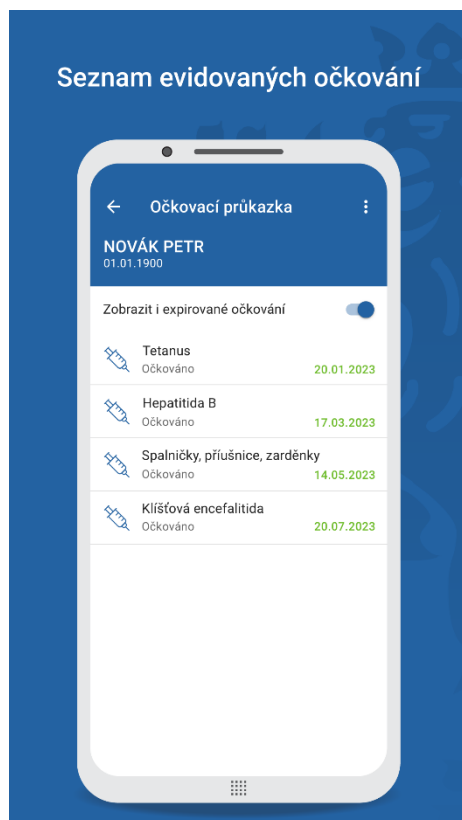 Seznam evidovaných očkování
Očkovací průkazka
NOVÁK PETR
01.01.1900
Zobrazit i expirované očkování
Tetanus
Očkováno
20.01.2023
Hepatitida B
Očkováno
17.03.2023
Spalničky, příušnice, zarděnky
Očkováno
14.05.2023
Klíšťová encefalitida
Očkováno
20.07.2023